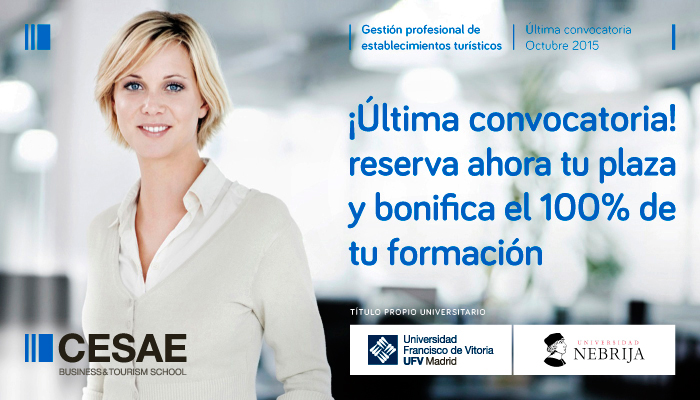 Gestión profesional de
establecimientos turísticos
Última convocatoria
Octubre 2015
¡Última convocatoria!
reserva ahora tu plaza
y bonifica el 100% de
tu formación
TÍTULO PROPIO UNIVERSITARIO
Universidad
Francisco de Vitoria
UFV Madrid
UNIVERSIDAD
NEBRIJA
CESAE
BUSINESS&TOURISM SCHOOL